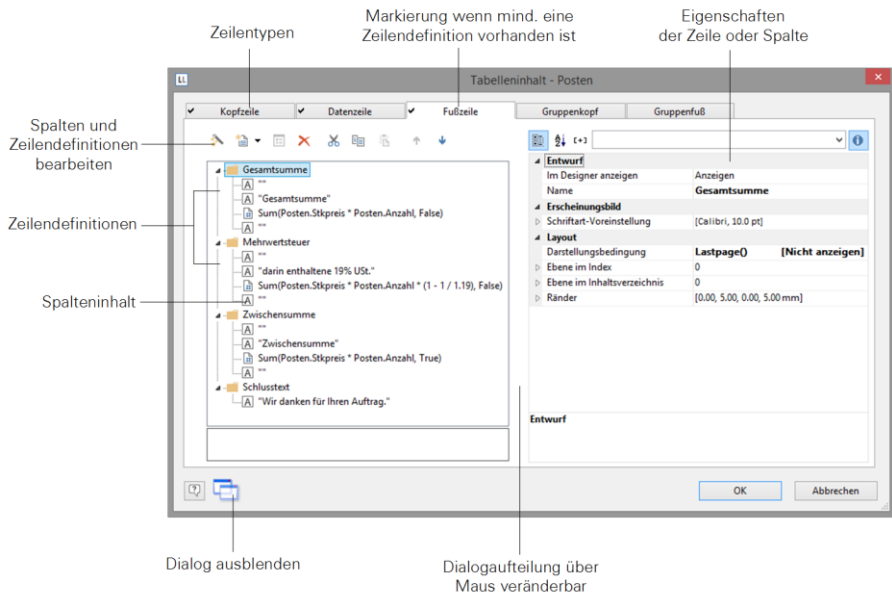 Zeilentypen
Markierung wenn mind. eine
Zeilendefinition vorhanden ist
Eigenschaften
der Zeile oder Spalte
LL
Tabelleninhalt - Posten
Kopfzeile
Datenzeile
Fußzeile
Gruppenkopf
Gruppenfuß
Spalten und
Zeilendefinitionen
bearbeiten
Zeilendefinitionen
Spalteninhalt
Gesamtsumme
A ""
A "Gesamtsumme"
Sum(Posten.Stkpreis * Posten.Anzahl, False)
A ""
Mehrwertsteuer
A ""
A "darin enthaltene 19% USt."
Sum(Posten.Stkpreis * Posten.Anzahl * (1 - 1 / 1.19), False)
A ""
Zwischensumme
A ""
A "Zwischensumme"
Sum(Posten.Stkpreis * Posten.Anzahl, True)
A ""
Schlusstext
A "Wir danken für Ihren Auftrag."
[+]
Entwurf
Im Designer anzeigen Anzeigen
Name Gesamtsumme
Erscheinungsbild
Schriftart-Voreinstellung [Calibri, 10.0 pt]
Layout
Darstellungsbedingung Lastpage() [Nicht anzeigen]
Ebene im Index 0
Ebene im Inhaltsverzeichnis 0
Ränder [0.00, 5.00, 0.00, 5.00 mm]
Entwurf
OK
Abbrechen
Dialog ausblenden
Dialogaufteilung über
Maus veränderbar